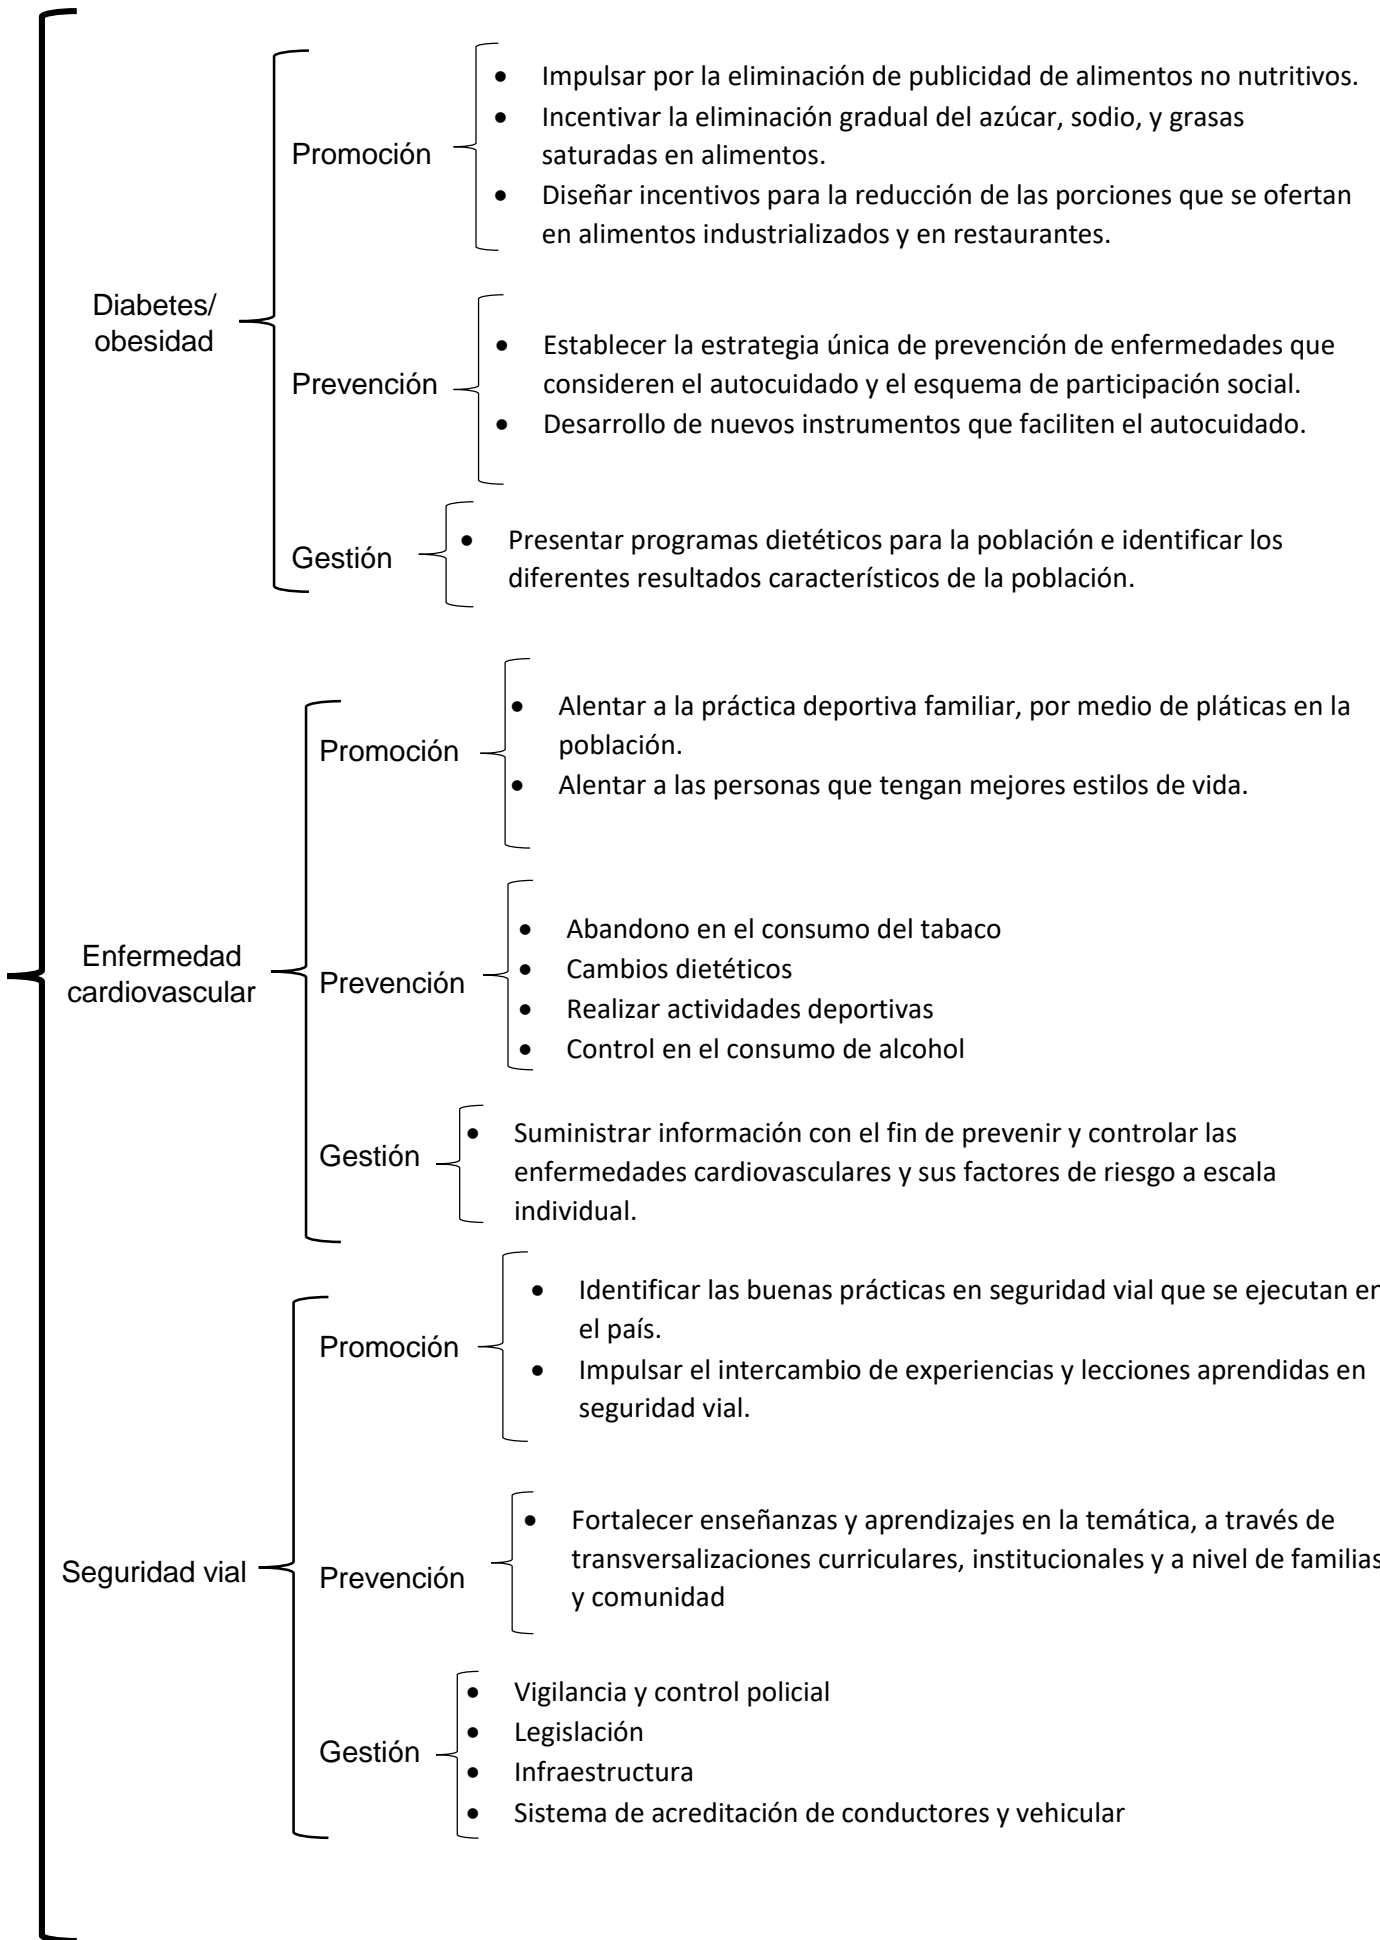 Diabetes/
obesidad
Promoción
• Impulsar por la eliminación de publicidad de alimentos no nutritivos.
• Incentivar la eliminación gradual del azúcar, sodio, y grasas
saturadas en alimentos.
• Diseñar incentivos para la reducción de las porciones que se ofertan
en alimentos industrializados y en restaurantes.
Prevención
• Establecer la estrategia única de prevención de enfermedades que
consideren el autocuidado y el esquema de participación social.
• Desarrollo de nuevos instrumentos que faciliten el autocuidado.
Gestión
• Presentar programas dietéticos para la población e identificar los
diferentes resultados característicos de la población.
Enfermedad
cardiovascular
Promoción
• Alentar a la práctica deportiva familiar, por medio de pláticas en la
población.
• Alentar a las personas que tengan mejores estilos de vida.
Prevención
• Abandono en el consumo del tabaco
• Cambios dietéticos
• Realizar actividades deportivas
• Control en el consumo de alcohol
Gestión
• Suministrar información con el fin de prevenir y controlar las
enfermedades cardiovasculares y sus factores de riesgo a escala
individual.
Seguridad vial
Promoción
• Identificar las buenas prácticas en seguridad vial que se ejecutan en
el país.
• Impulsar el intercambio de experiencias y lecciones aprendidas en
seguridad vial.
Prevención
• Fortalecer enseñanzas y aprendizajes en la temática, a través de
transversalizaciones curriculares, institucionales y a nivel de familias
y comunidad
Gestión
• Vigilancia y control policial
• Legislación
• Infraestructura
• Sistema de acreditación de conductores y vehicular